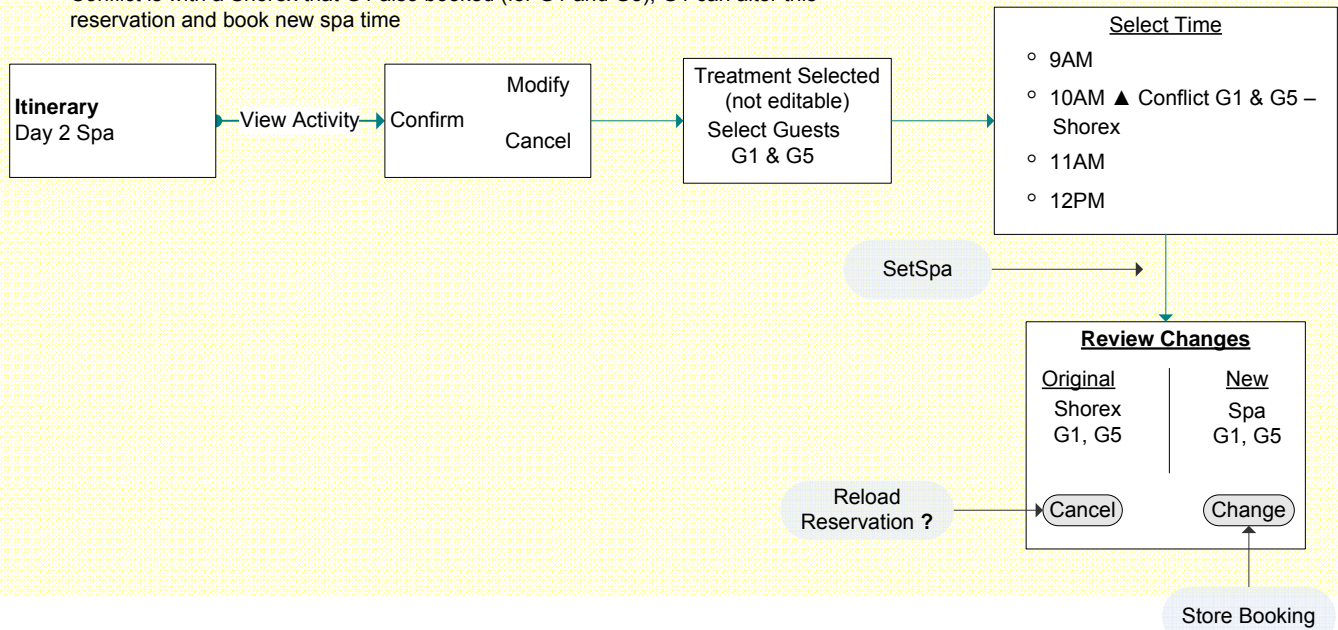 reservation and book new spa time
Itinerary
Day 2 Spa
View Activity
Modify
Confirm
Cancel
Treatment Selected
(not editable)
Select Guests
G1 & G5
Select Time
9AM
10AM ▲ Conflict G1 & G5 –
Shorex
11AM
12PM
SetSpa
Review Changes
Original New
Shorex Spa
G1, G5 G1, G5
Reload
Reservation ?
Cancel Change
Store Booking